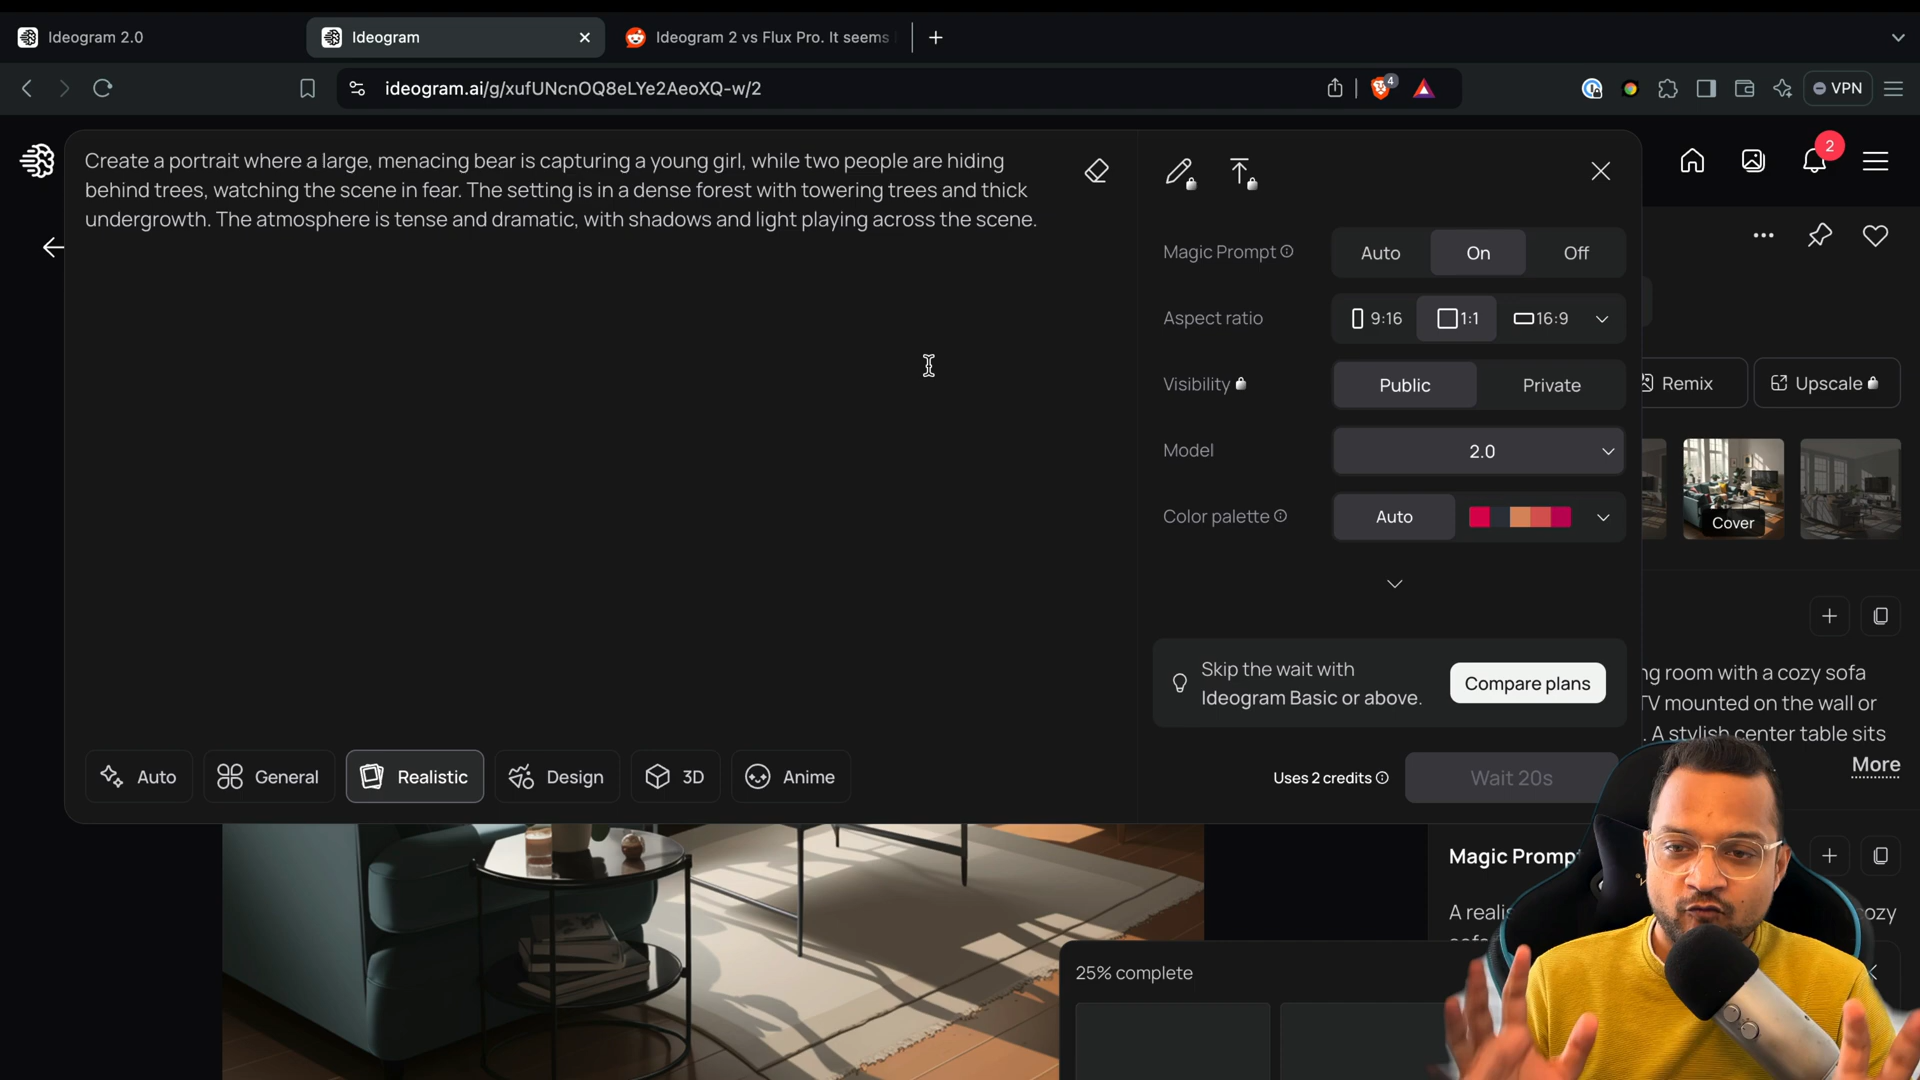 Ideogram 2.0
Ideogram
Ideogram 2 vs Flux Pro. It seems
ideogram.ai/g/xufUNcnOQ8eLYe2AeoXQ-w/2
4
VPN
Create a portrait where a large, menacing bear is capturing a young girl, while two people are hiding
behind trees, watching the scene in fear. The setting is in a dense forest with towering trees and thick
undergrowth. The atmosphere is tense and dramatic, with shadows and light playing across the scene.
2
Magic Prompt
Auto
On
Off
Aspect ratio
9:16
1:1
16:9
Visibility
Public
Private
Remix
Upscale
Model
2.0
Color palette
Auto
Cover
Skip the wait with
Ideogram Basic or above.
Compare plans
ng room with a cozy sofa
TV mounted on the wall or
. A stylish center table sits
More
Auto
General
Realistic
Design
3D
Anime
Uses 2 credits
Wait 20s
Magic Prompt
A realis
ozy
25% complete